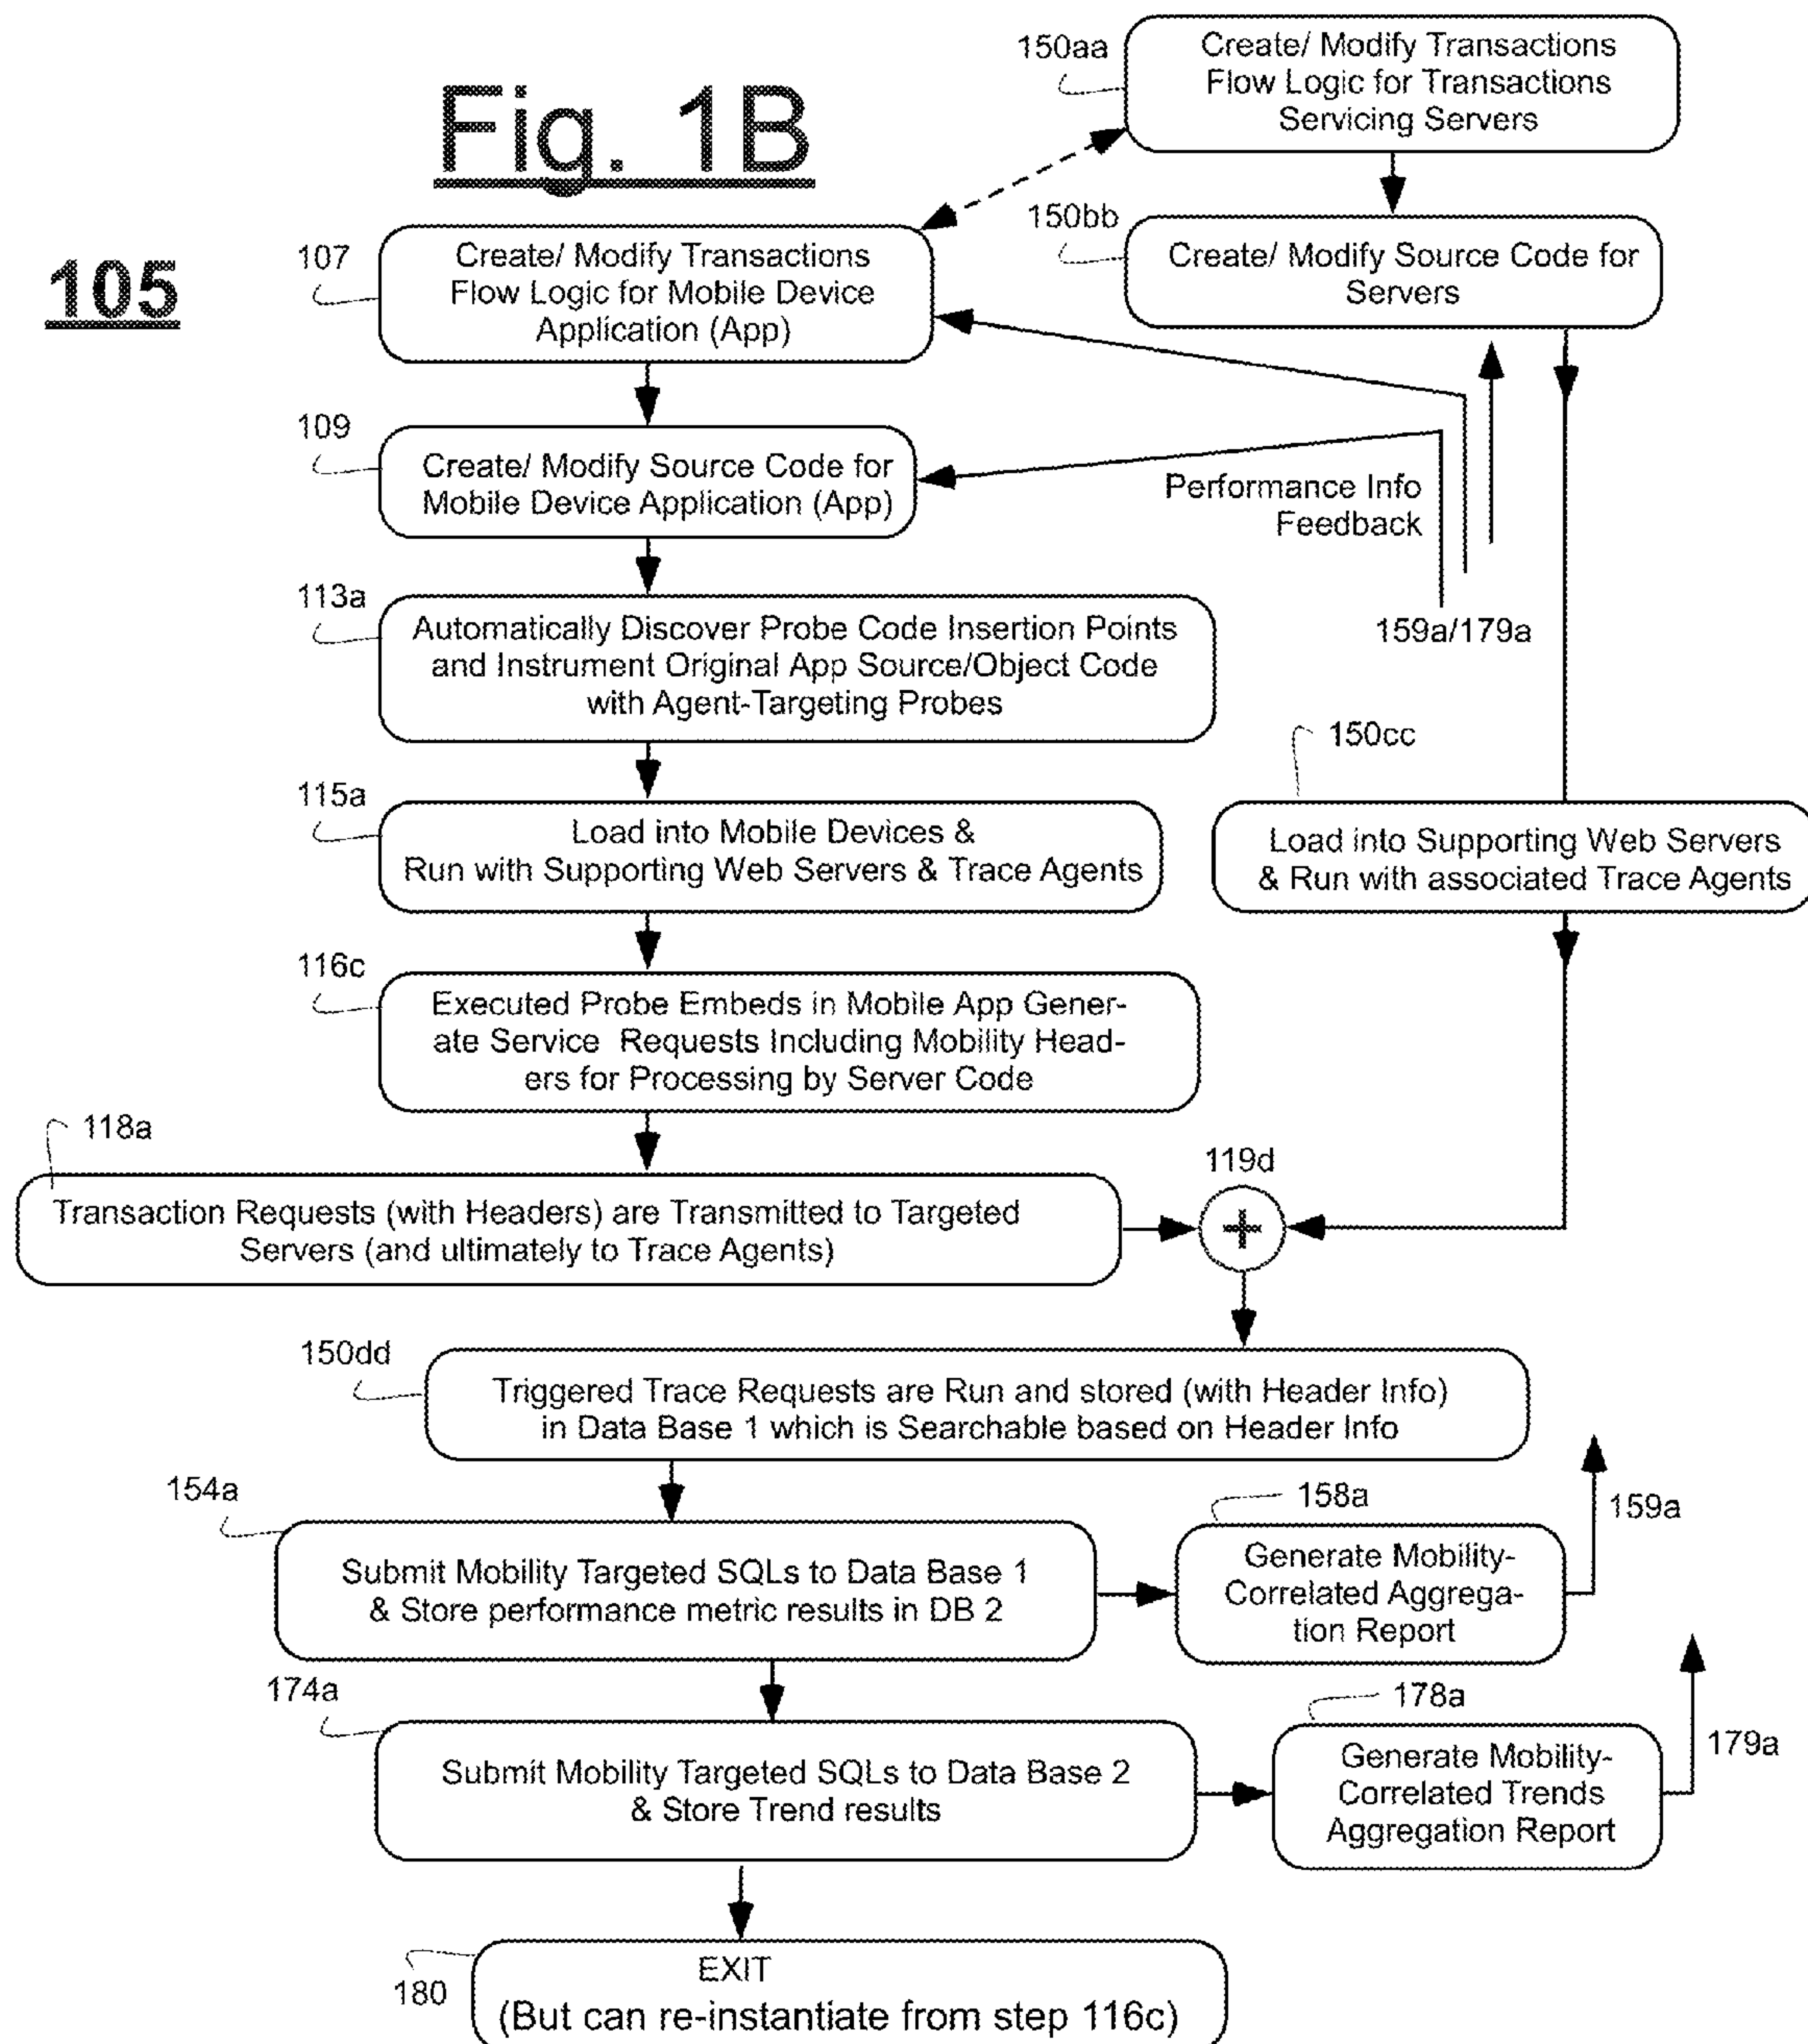 Fig. 1B
105
150aa
Create/ Modify Transactions
Flow Logic for Transactions
Servicing Servers
150bb
Create/ Modify Source Code for
Servers
107
Create/ Modify Transactions
Flow Logic for Mobile Device
Application (App)
109
Create/ Modify Source Code for
Mobile Device Application (App)
Performance Info
Feedback
159a/179a
113a
Automatically Discover Probe Code Insertion Points
and Instrument Original App Source/Object Code
with Agent-Targeting Probes
150cc
115a
Load into Mobile Devices &
Run with Supporting Web Servers & Trace Agents
Load into Supporting Web Servers
& Run with associated Trace Agents
116c
Executed Probe Embeds in Mobile App Gener-
ate Service Requests Including Mobility Head-
ers for Processing by Server Code
118a
Transaction Requests (with Headers) are Transmitted to Targeted
Servers (and ultimately to Trace Agents)
119d
+
150dd
Triggered Trace Requests are Run and stored (with Header Info)
in Data Base 1 which is Searchable based on Header Info
154a
Submit Mobility Targeted SQLs to Data Base 1
& Store performance metric results in DB 2
158a
Generate Mobility-
Correlated Aggrega-
tion Report
159a
174a
Submit Mobility Targeted SQLs to Data Base 2
& Store Trend results
178a
Generate Mobility-
Correlated Trends
Aggregation Report
179a
180
EXIT
(But can re-instantiate from step 116c)